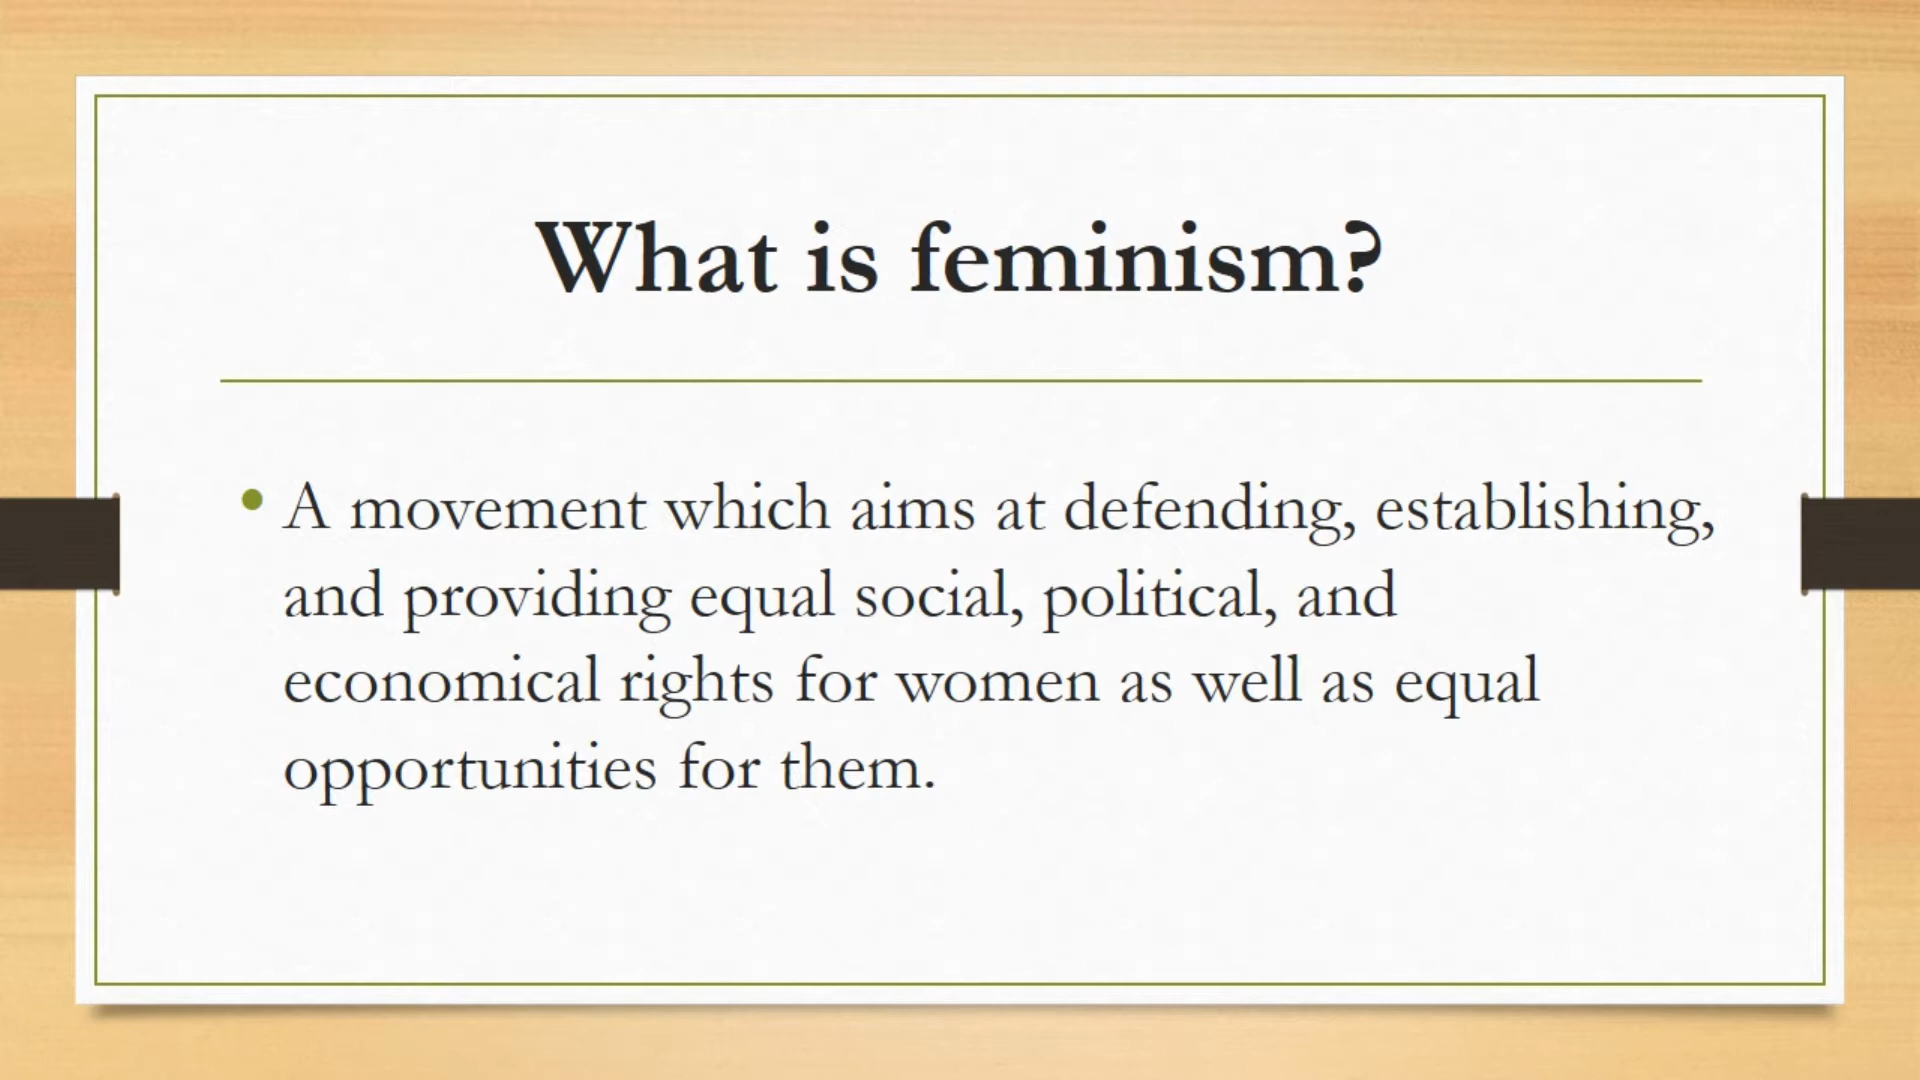 What is feminism?
• A movement which aims at defending, establishing,
and providing equal social, political, and
economical rights for women as well as equal
opportunities for them.